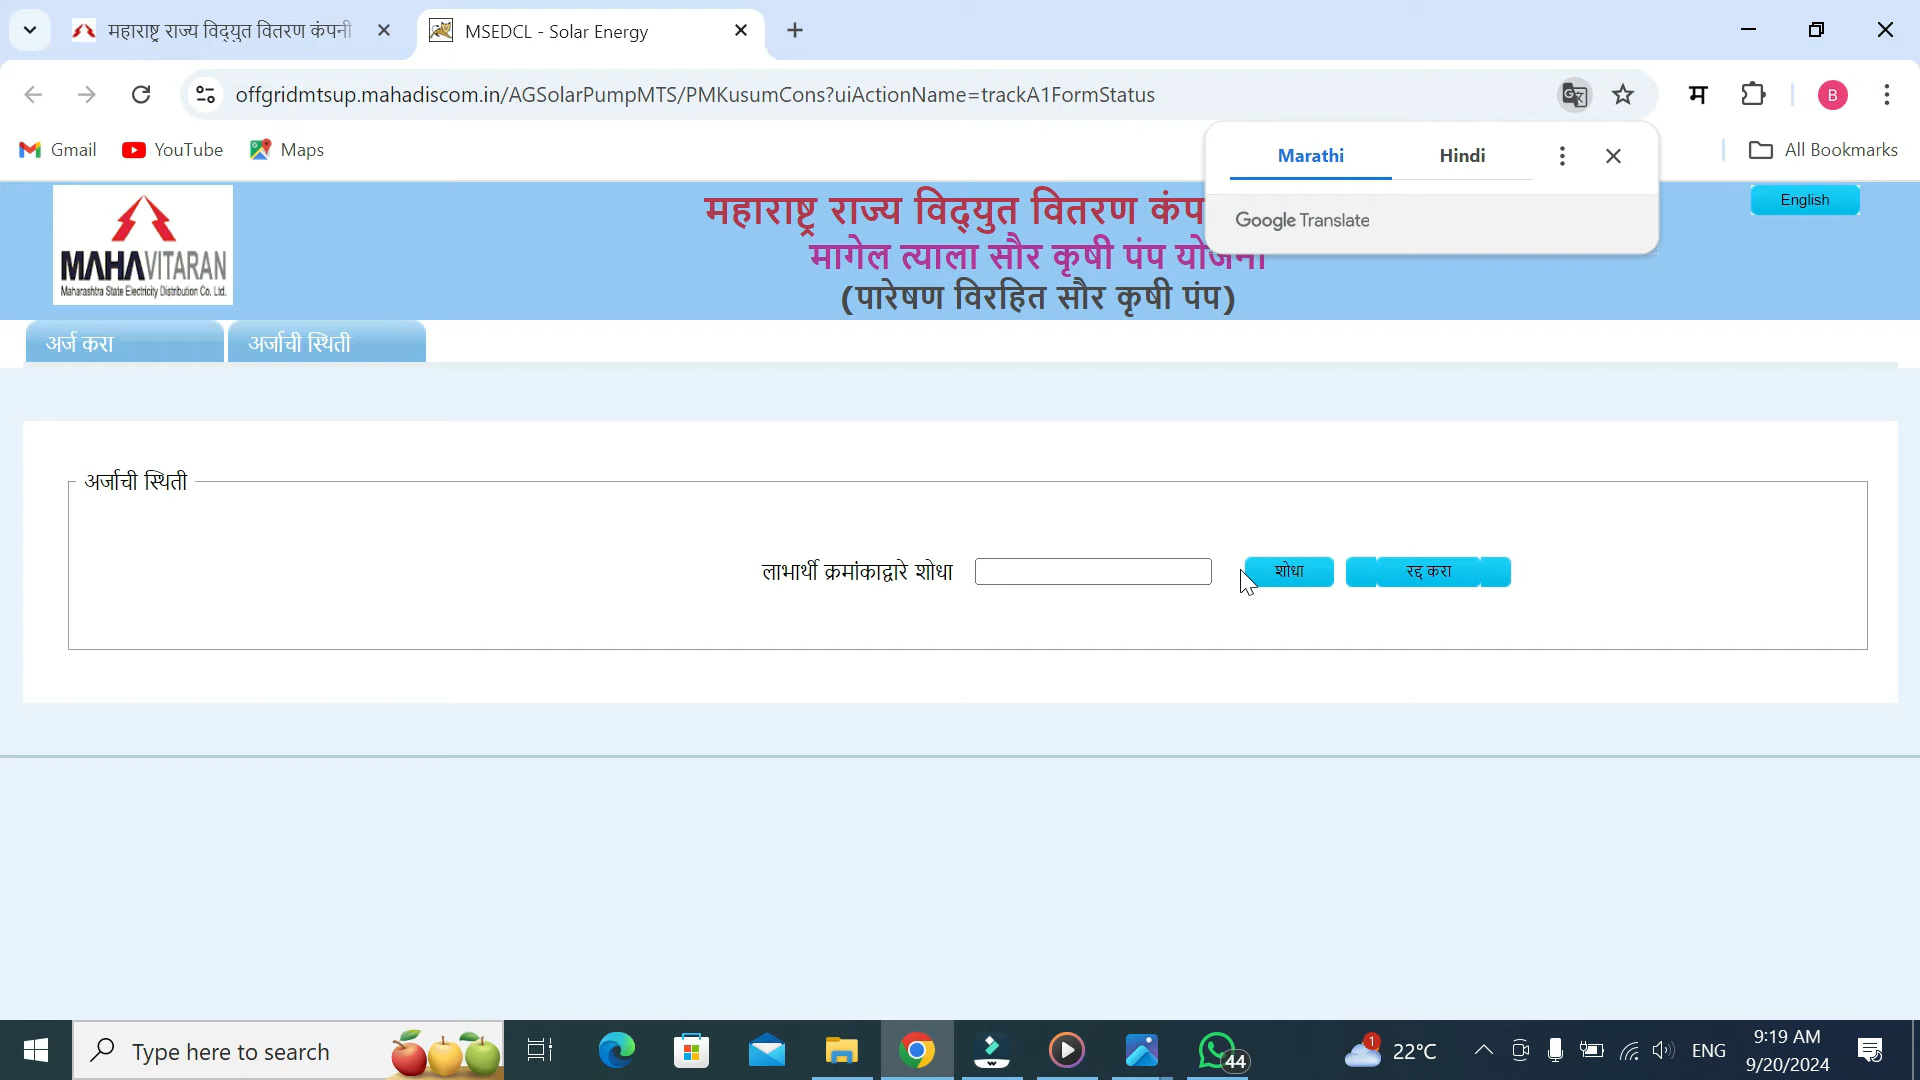 महाराष्ट्र राज्य विद्युत वितरण कंपनी
MSEDCL - Solar Energy
offgridmtsup.mahadiscom.in/AGSolarPumpMTS/PMKusumCons?uiActionName=trackA1FormStatus
म
B
Gmail
YouTube
Maps
All Bookmarks
Marathi
Hindi
Google Translate
MAHAVITARAN
Maharashtra State Electricity Distribution Co. Ltd.
महाराष्ट्र राज्य विद्युत वितरण
मागेल त्याला सौर कृषी पंप योजना
(पारेषण विरहित सौर कृषी पंप)
English
अर्ज करा
अर्जाची स्थिती
अर्जाची स्थिती
लाभार्थी क्रमांकाद्वारे शोधा
शोधा
रद्द करा
Type here to search
44
1
22°C
ENG
9:19 AM
9/20/2024